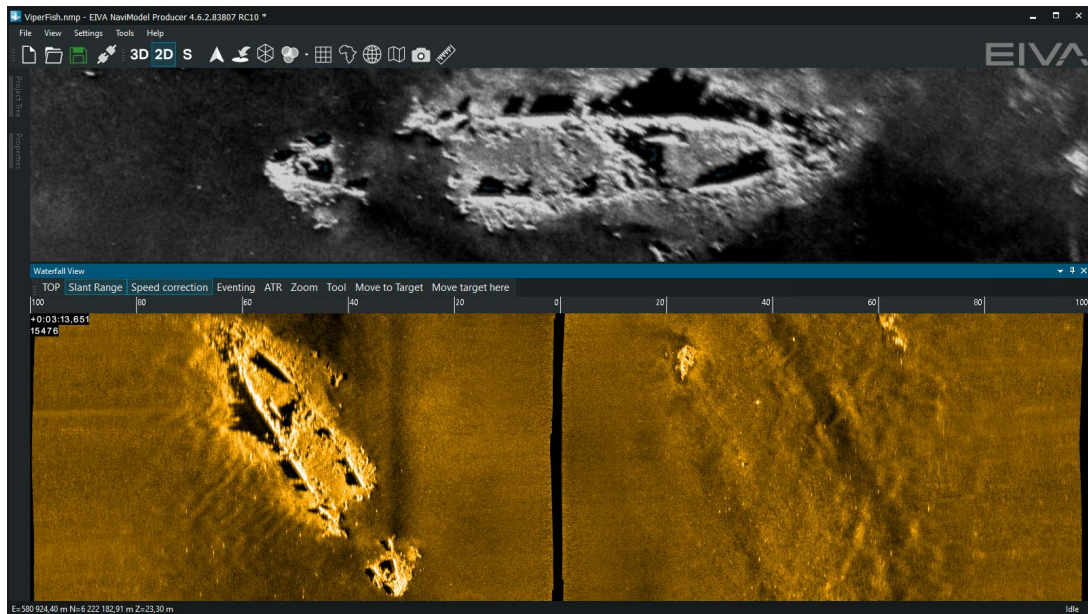 ViperFish.nmp - EIVA NaviModel Producer 4.6.2.83807 RC10 *
File View Settings Tools Help
3D 2D S
EIVA
Project Tree
Properties
Waterfall View
TOP Slant Range Speed correction Eventing ATR Zoom Tool Move to Target Move target here
100 80 60 40 20 0 20 40 60 80 100
+0:03:13,651
15476
E=580 924,40 m N=6 222 182,91 m Z=23,30 m Idle